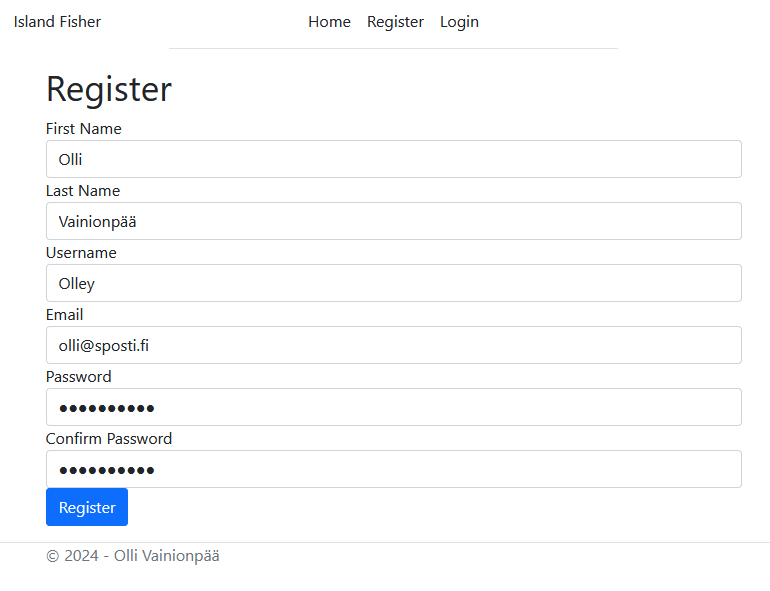 Island Fisher Home Register Login
Register
First Name
Olli
Last Name
Vainionpää
Username
Olley
Email
olli@sposti.fi
Password
●●●●●●●●●●
Confirm Password
●●●●●●●●●●
Register
© 2024 - Olli Vainionpää